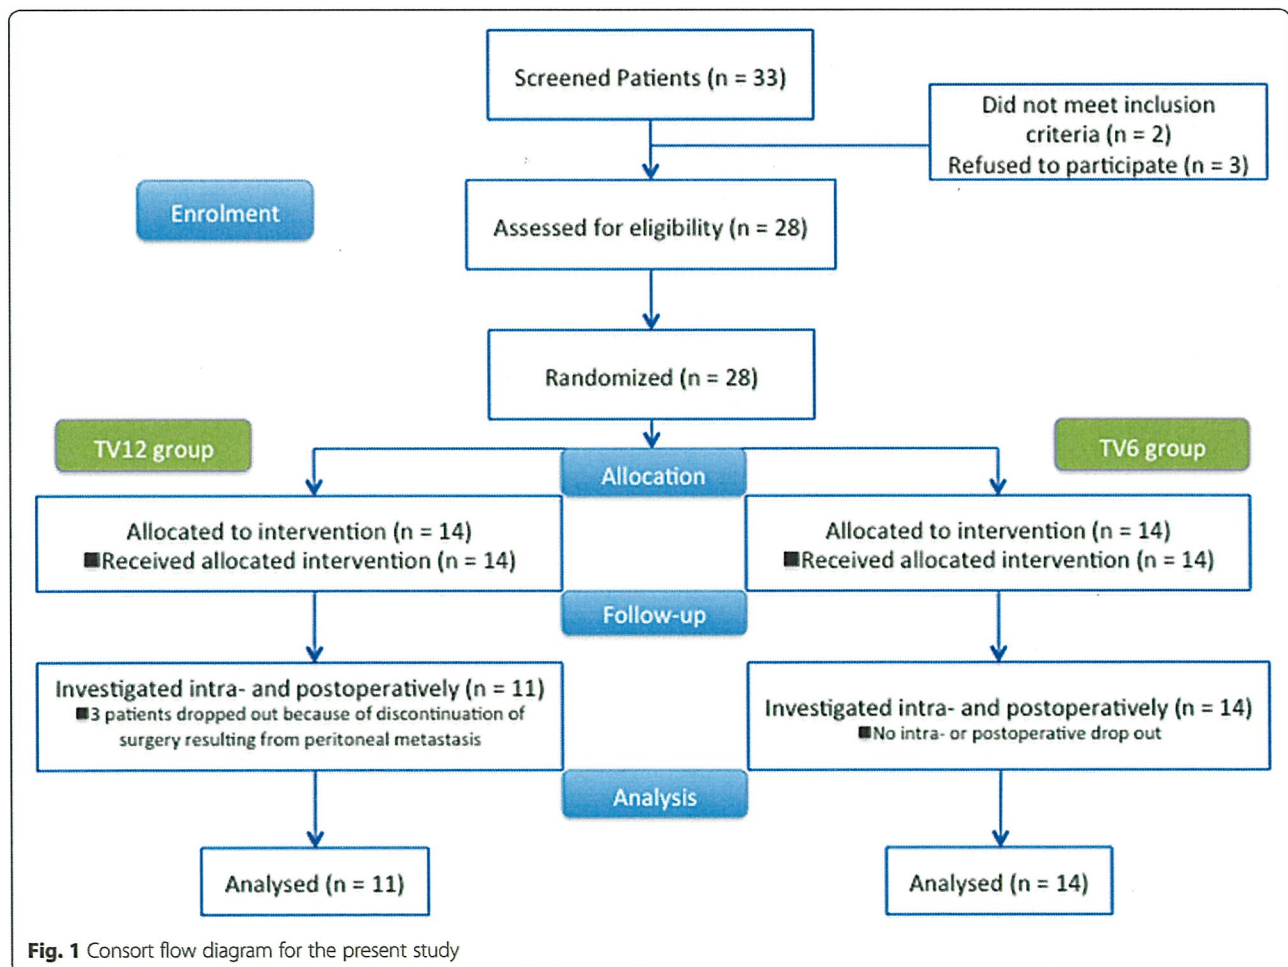 Screened Patients (n = 33)
Did not meet inclusion
criteria (n = 2)
Refused to participate (n = 3)
Enrolment
Assessed for eligibility (n = 28)
Randomized (n = 28)
TV12 group
TV6 group
Allocation
Allocated to intervention (n = 14)
■Received allocated intervention (n = 14)
Allocated to intervention (n = 14)
■Received allocated intervention (n = 14)
Follow-up
Investigated intra- and postoperatively (n = 11)
■3 patients dropped out because of discontinuation of
surgery resulting from peritoneal metastasis
Investigated intra- and postoperatively (n = 14)
■No intra- or postoperative drop out
Analysis
Analysed (n = 11)
Analysed (n = 14)
Fig. 1 Consort flow diagram for the present study